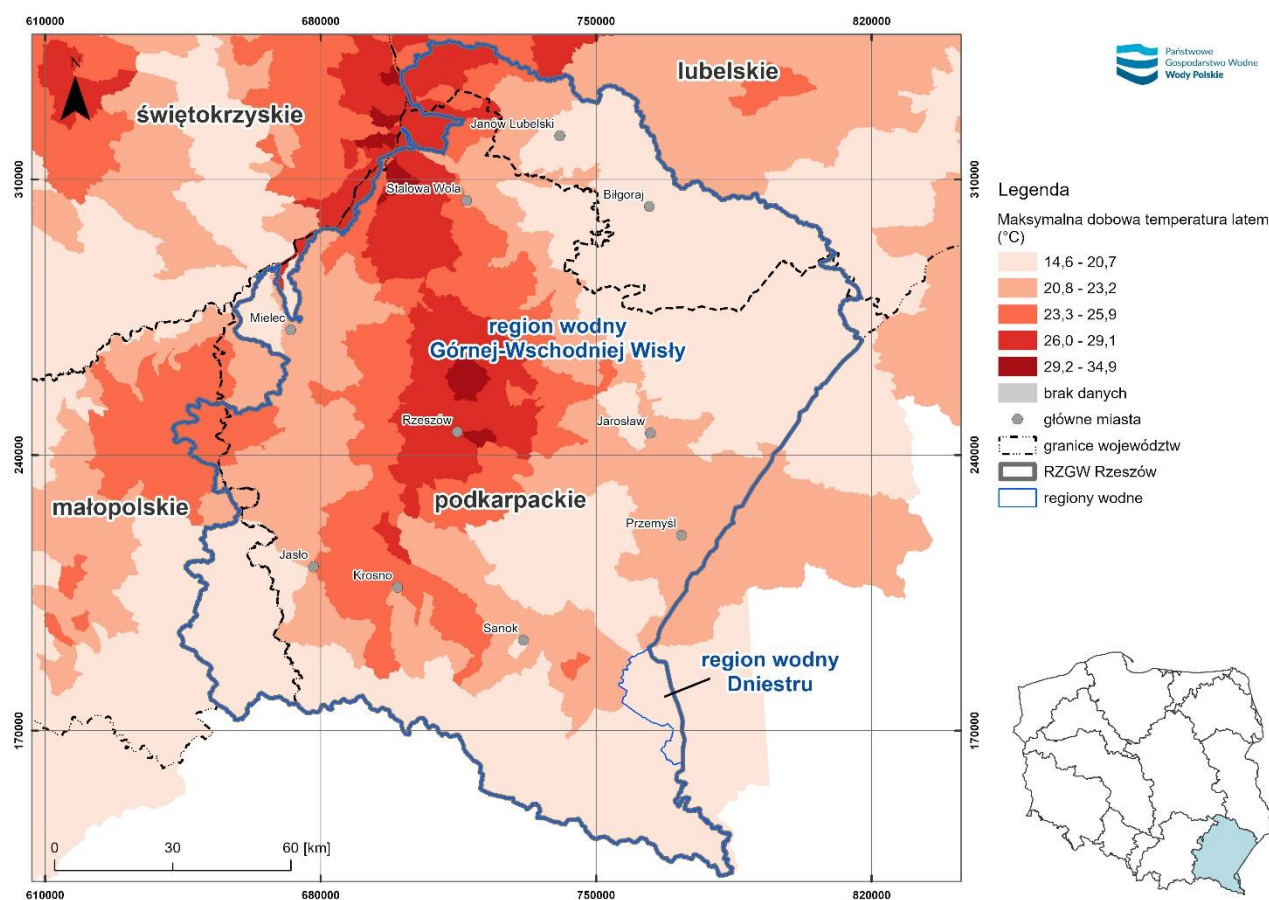 610000
680000
750000
820000
Państwowe
Gospodarstwo Wodne
Wody Polskie
N
lubelskie
świętokrzyskie
Janów Lubelski
310000
310000
Stalowa Wola
Biłgoraj
Legenda
Maksymalna dobowa temperatura latem
(°C)
14,6 - 20,7
20,8 - 23,2
23,3 - 25,9
26,0 - 29,1
29,2 - 34,9
brak danych
główne miasta
granice województw
RZGW Rzeszów
regiony wodne
Mielec
region wodny
Górnej-Wschodniej Wisły
Rzeszów
Jarosław
240000
240000
małopolskie
podkarpackie
Przemyśl
Jasło
Krosno
Sanok
region wodny
Dniestru
170000
170000
0
30
60 [km]
610000
680000
750000
820000